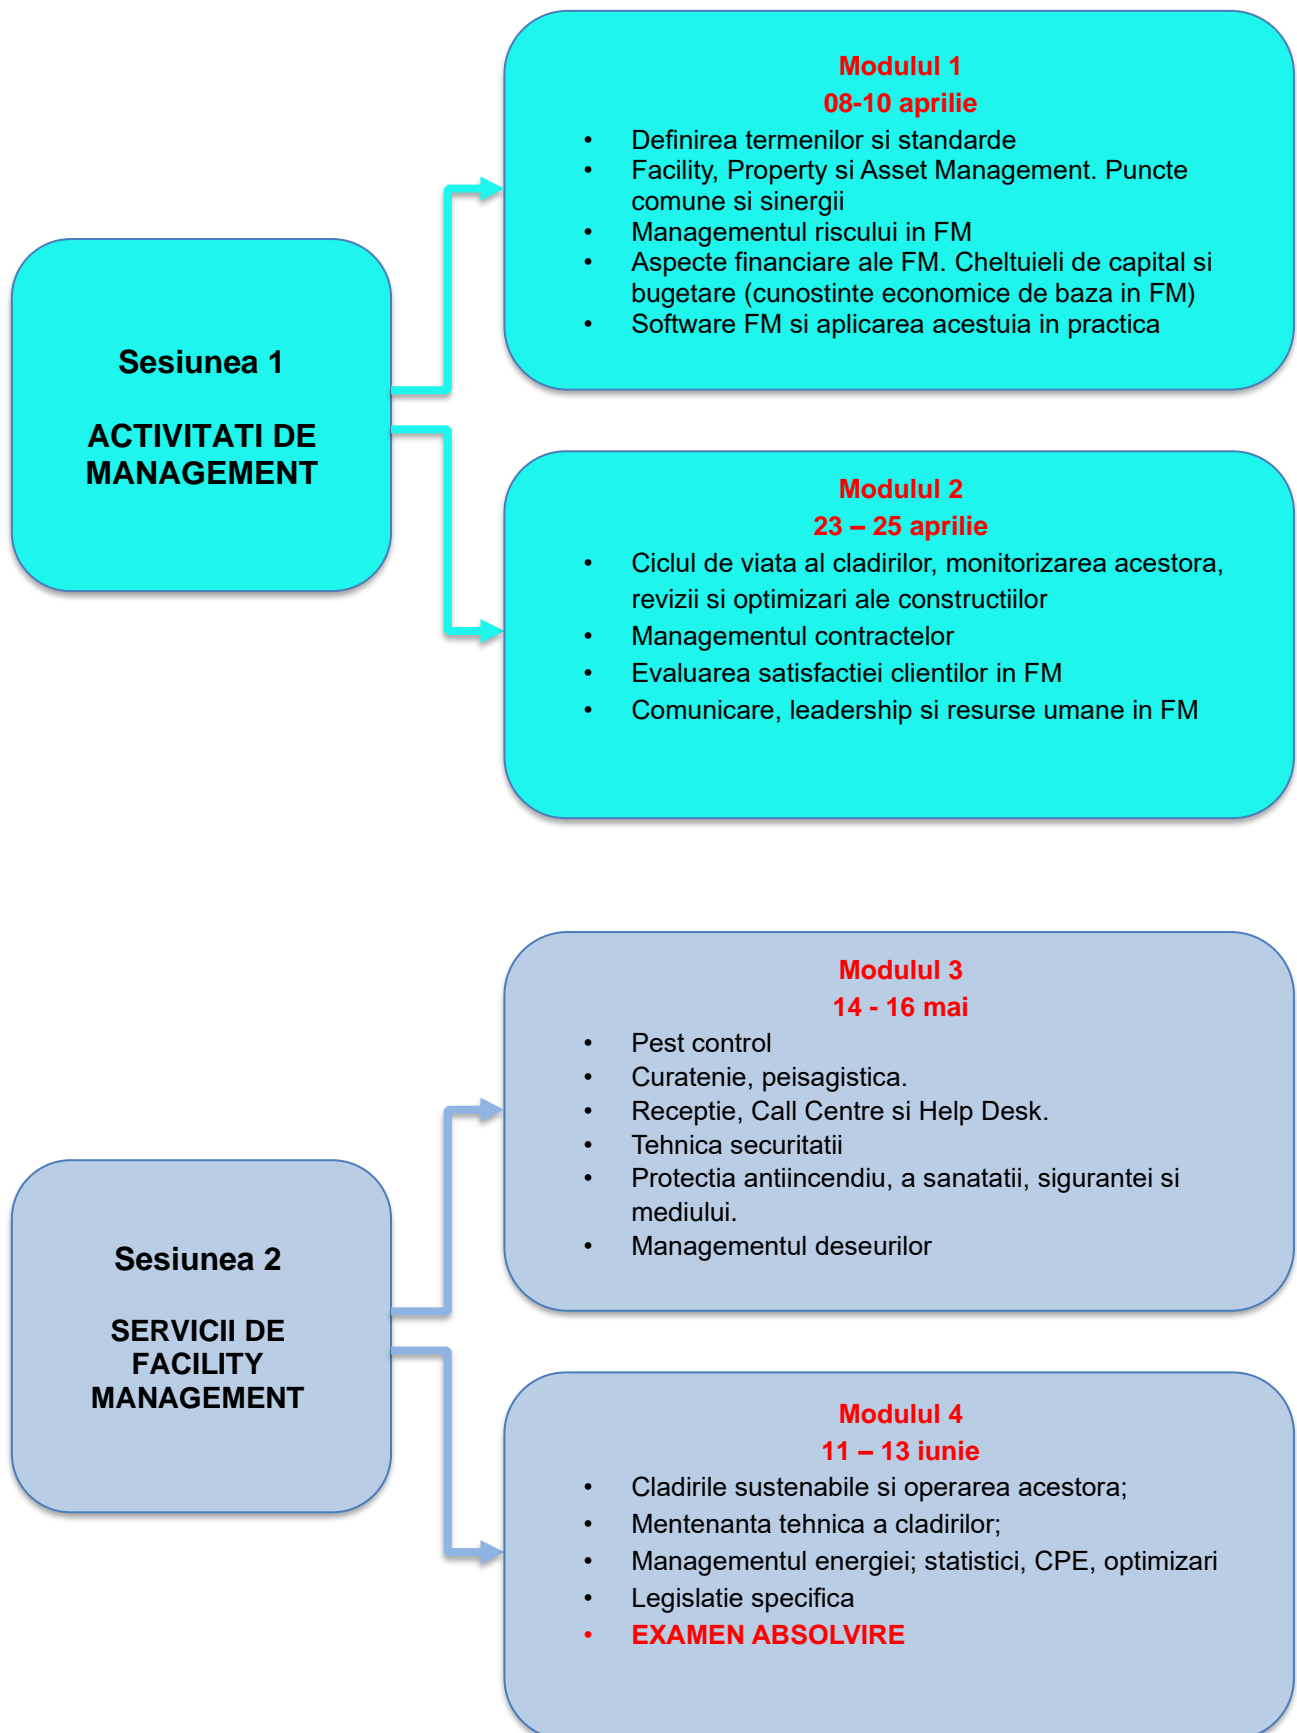 Modulul 1
08-10 aprilie
• Definirea termenilor si standarde
• Facility, Property si Asset Management. Puncte
comune si sinergii
• Managementul riscului in FM
• Aspecte financiare ale FM. Cheltuieli de capital si
bugetare (cunostinte economice de baza in FM)
• Software FM si aplicarea acestuia in practica
Sesiunea 1
ACTIVITATI DE
MANAGEMENT
Modulul 2
23 – 25 aprilie
• Ciclul de viata al cladirilor, monitorizarea acestora,
revizii si optimizari ale constructiilor
• Managementul contractelor
• Evaluarea satisfactiei clientilor in FM
• Comunicare, leadership si resurse umane in FM
Modulul 3
14 - 16 mai
• Pest control
• Curatenie, peisagistica.
• Receptie, Call Centre si Help Desk.
• Tehnica securitatii
• Protectia antiincendiu, a sanatatii, sigurantei si
mediului.
• Managementul deseurilor
Sesiunea 2
SERVICII DE
FACILITY
MANAGEMENT
Modulul 4
11 – 13 iunie
• Cladirile sustenabile si operarea acestora;
• Mentenanta tehnica a cladirilor;
• Managementul energiei; statistici, CPE, optimizari
• Legislatie specifica
• EXAMEN ABSOLVIRE